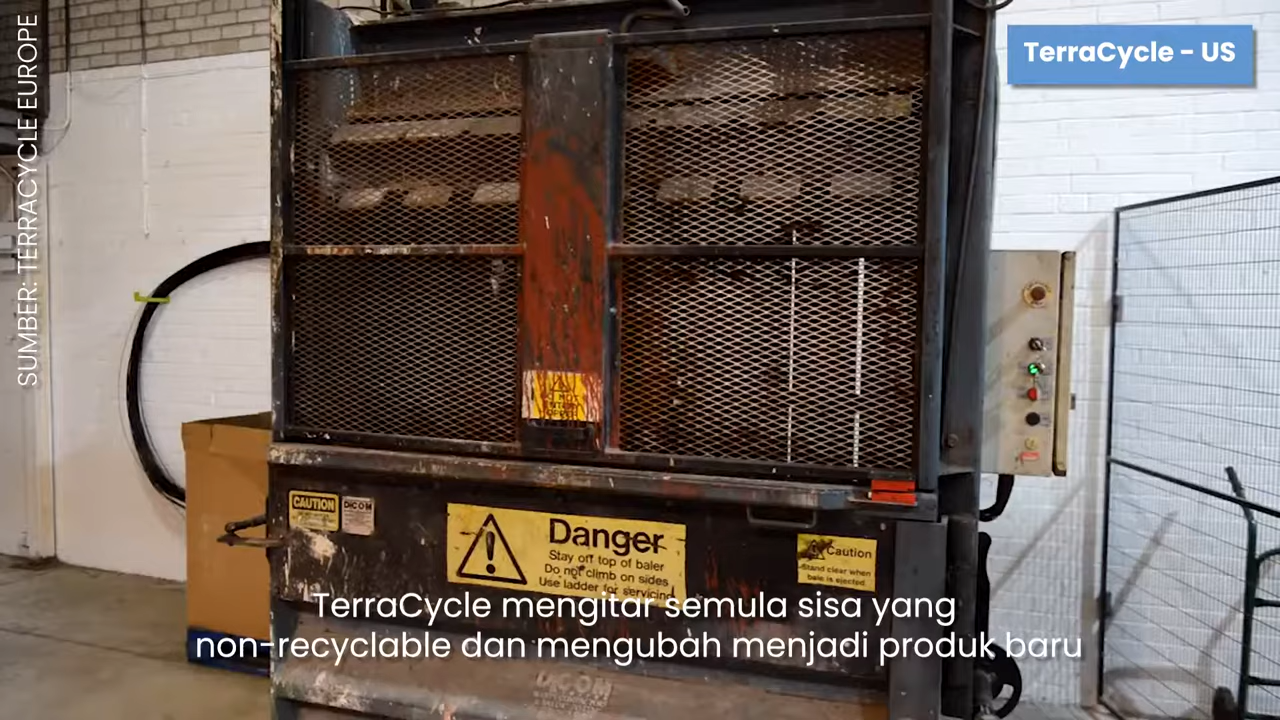 TerraCycle - US
SUMBER: TERRACYCLE EUROPE
CAUTION
DICOM
Danger
Stay off top of baler
Do not climb on sides
Use ladder for servicing
Caution
Stand clear when
bale is ejected
TerraCycle mengitar semula sisa yang
non-recyclable dan mengubah menjadi produk baru
DICOM